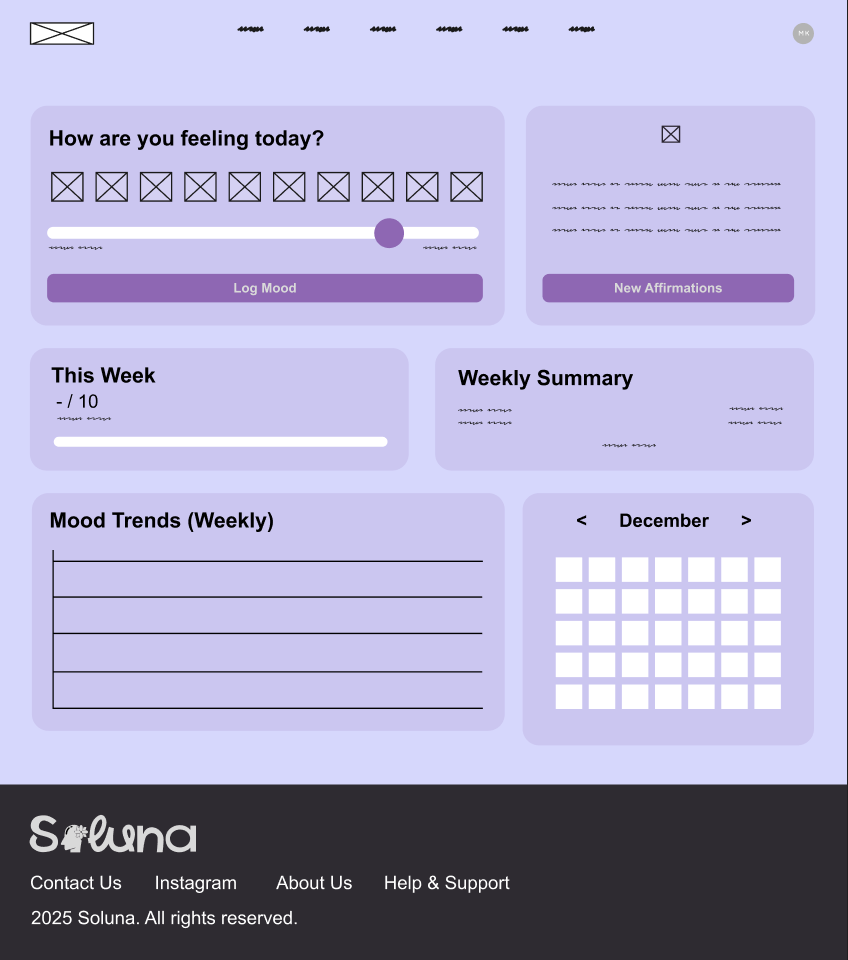 MK
How are you feeling today?
Log Mood
New Affirmations
This Week
- / 10
Weekly Summary
Mood Trends (Weekly)
< December >
Soluna
Contact Us Instagram About Us Help & Support
2025 Soluna. All rights reserved.